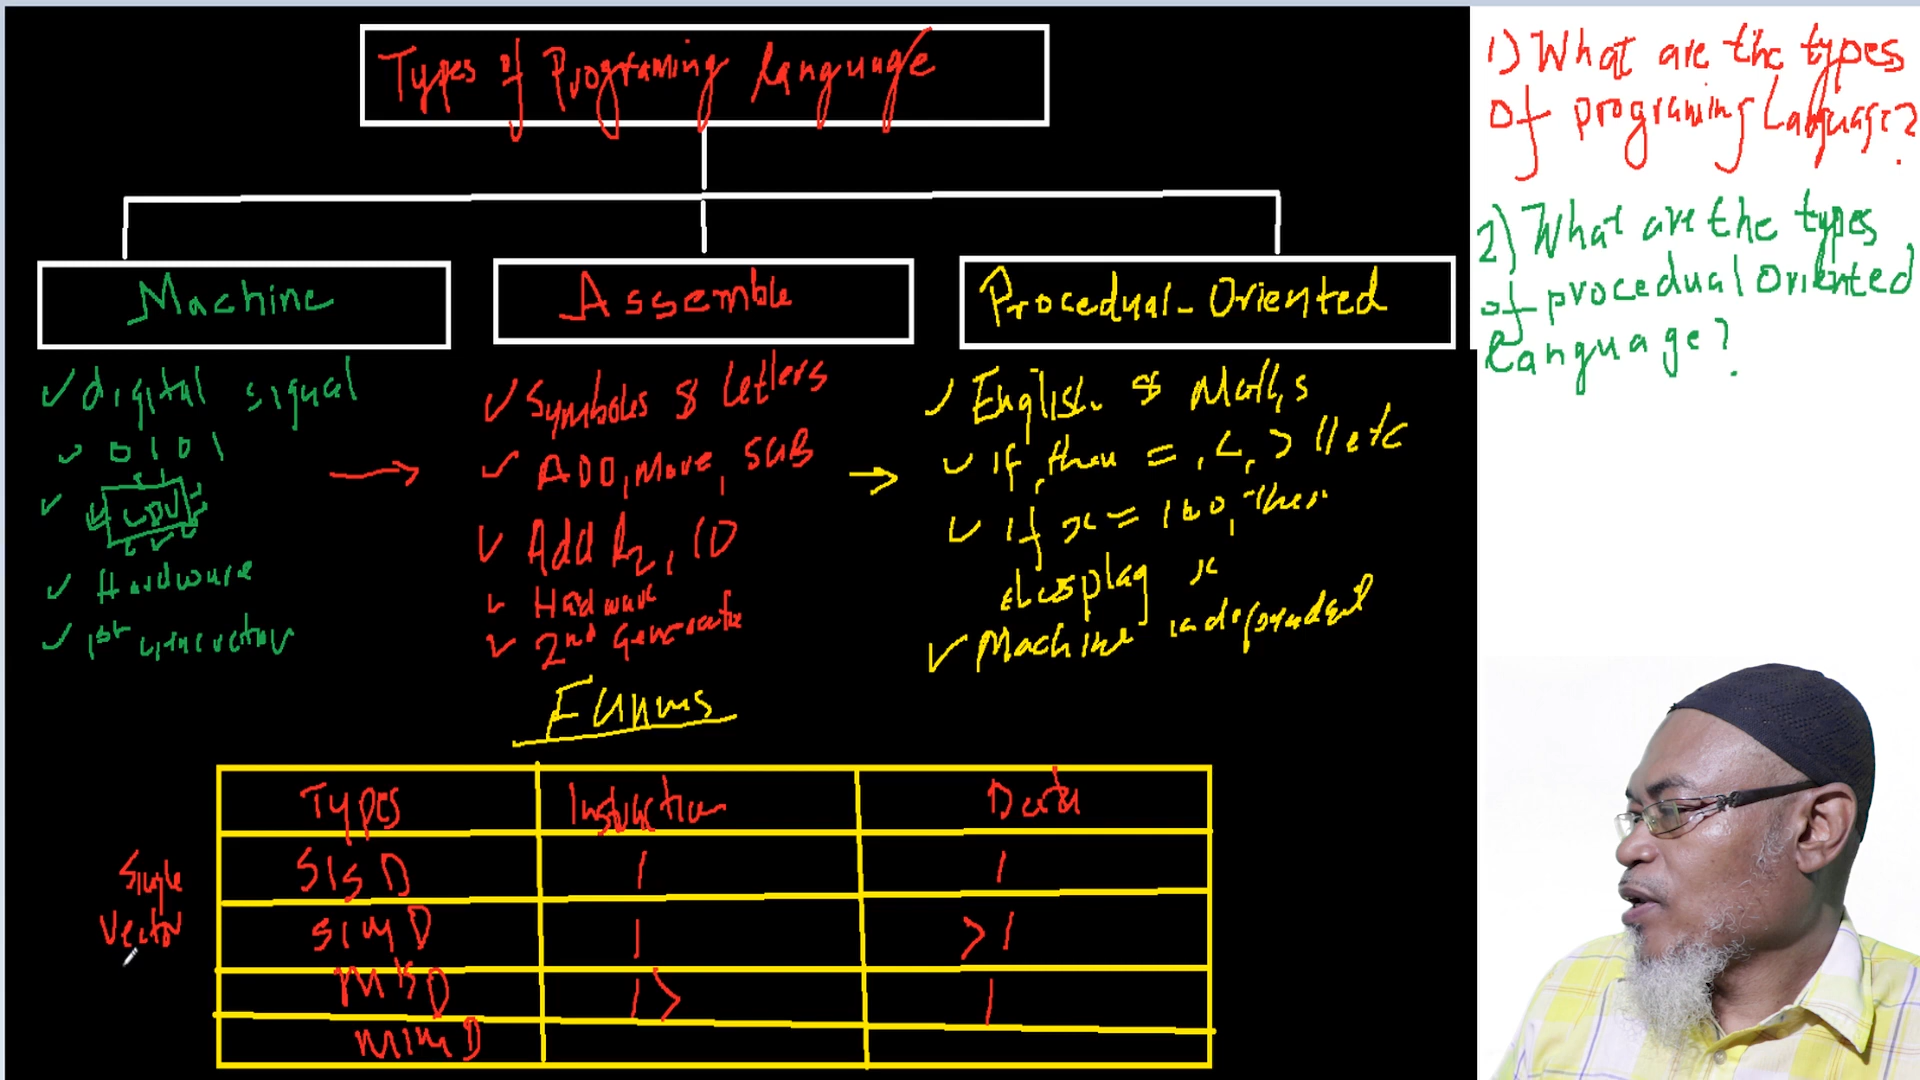 Types of Programing Language
Machine
Assemble
Procedual-Oriented
✓ digital signal
✓ 0101
✓
✓ Hardware
✓ 1st Generation
✓ Symboles & Letters
✓ ADD, Move, SUB
✓ Add R2, 10
✓ Hardware
✓ 2nd Generation
✓ English & Maths
✓ if, then =, <, > // etc
✓ if x = 100, then
display x
✓ Machine independent
Types Instruction Data
SISD 1 1
SIMD 1 >1
MISD 1> 1
MIMD
Single
Vector
1) What are the types
of programing Language?
2) What are the types
of procedual Oriented
Language?